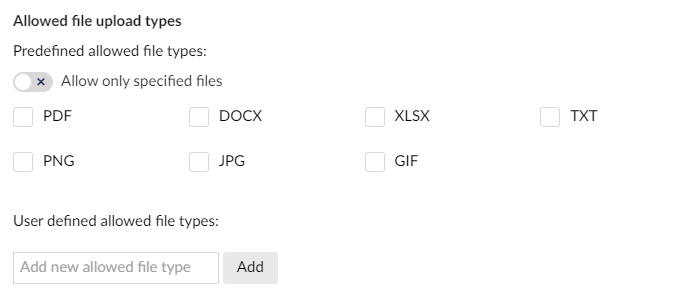 Allowed file upload types
Predefined allowed file types:
Allow only specified files
PDF DOCX XLSX TXT
PNG JPG GIF
User defined allowed file types:
Add new allowed file type Add